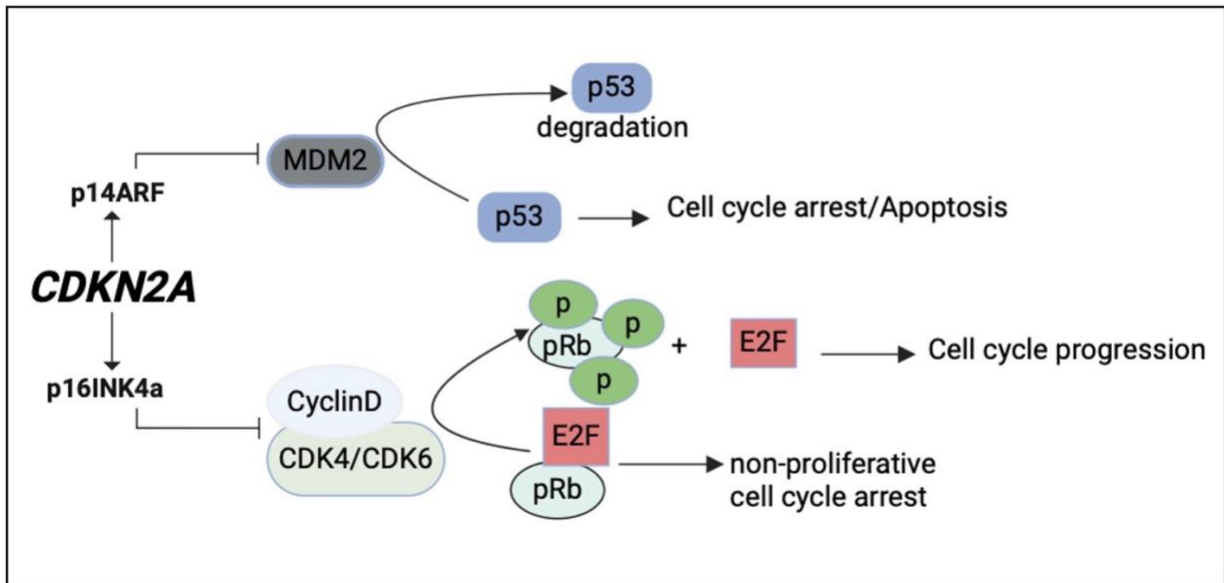 p53
degradation
MDM2
p14ARF
p53
Cell cycle arrest/Apoptosis
CDKN2A
p
p
pRb
+
E2F
Cell cycle progression
p
p16INK4a
CyclinD
CDK4/CDK6
E2F
pRb
non-proliferative
cell cycle arrest